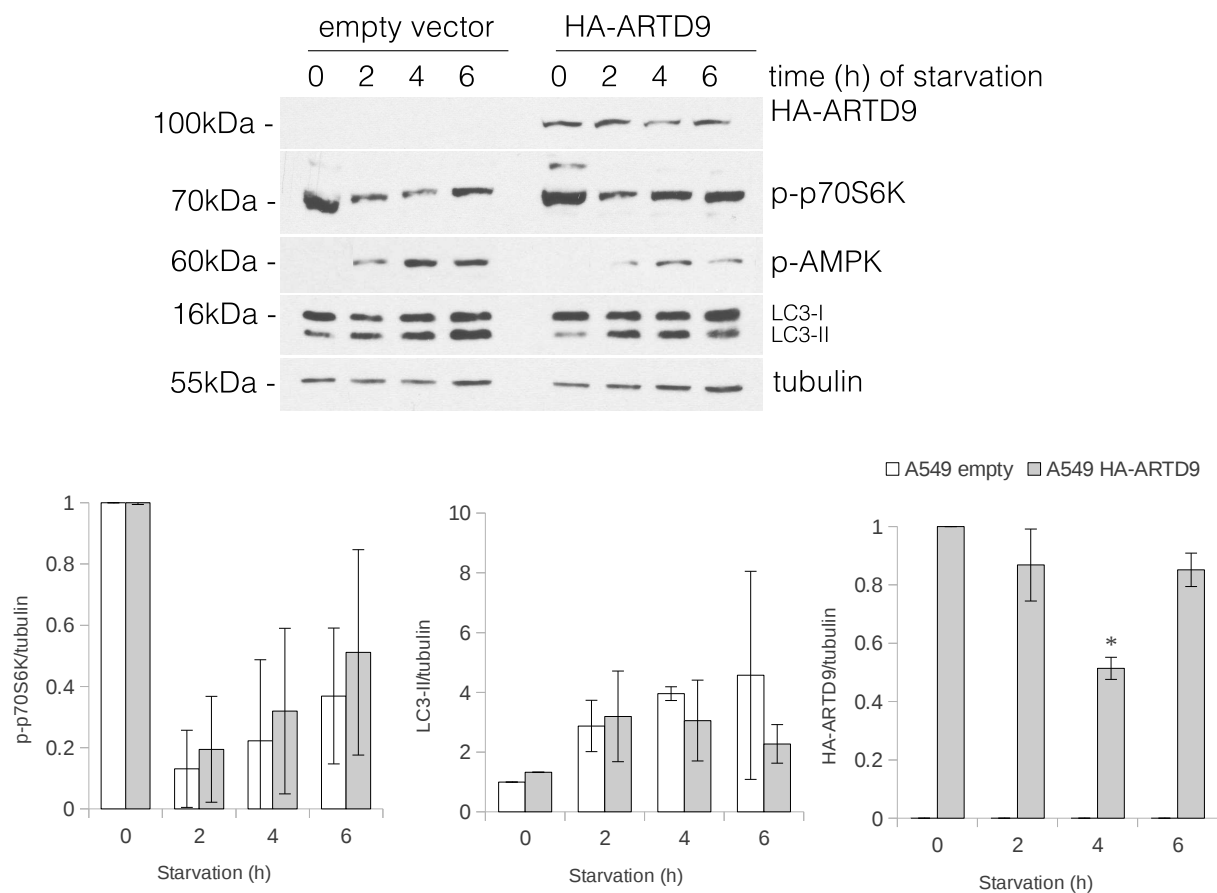 empty vector HA-ARTD9
0 2 4 6 0 2 4 6 time (h) of starvation
HA-ARTD9
100kDa -
70kDa - p-p70S6K
60kDa - p-AMPK
16kDa - LC3-I
LC3-II
55kDa - tubulin
A549 empty A549 HA-ARTD9
p-p70S6K/tubulin
1
0.8
0.6
0.4
0.2
0
0 2 4 6
Starvation (h)
LC3-II/tubulin
10
8
6
4
2
0
0 2 4 6
Starvation (h)
HA-ARTD9/tubulin
1
0.8
0.6
0.4
0.2
0
*
0 2 4 6
Starvation (h)